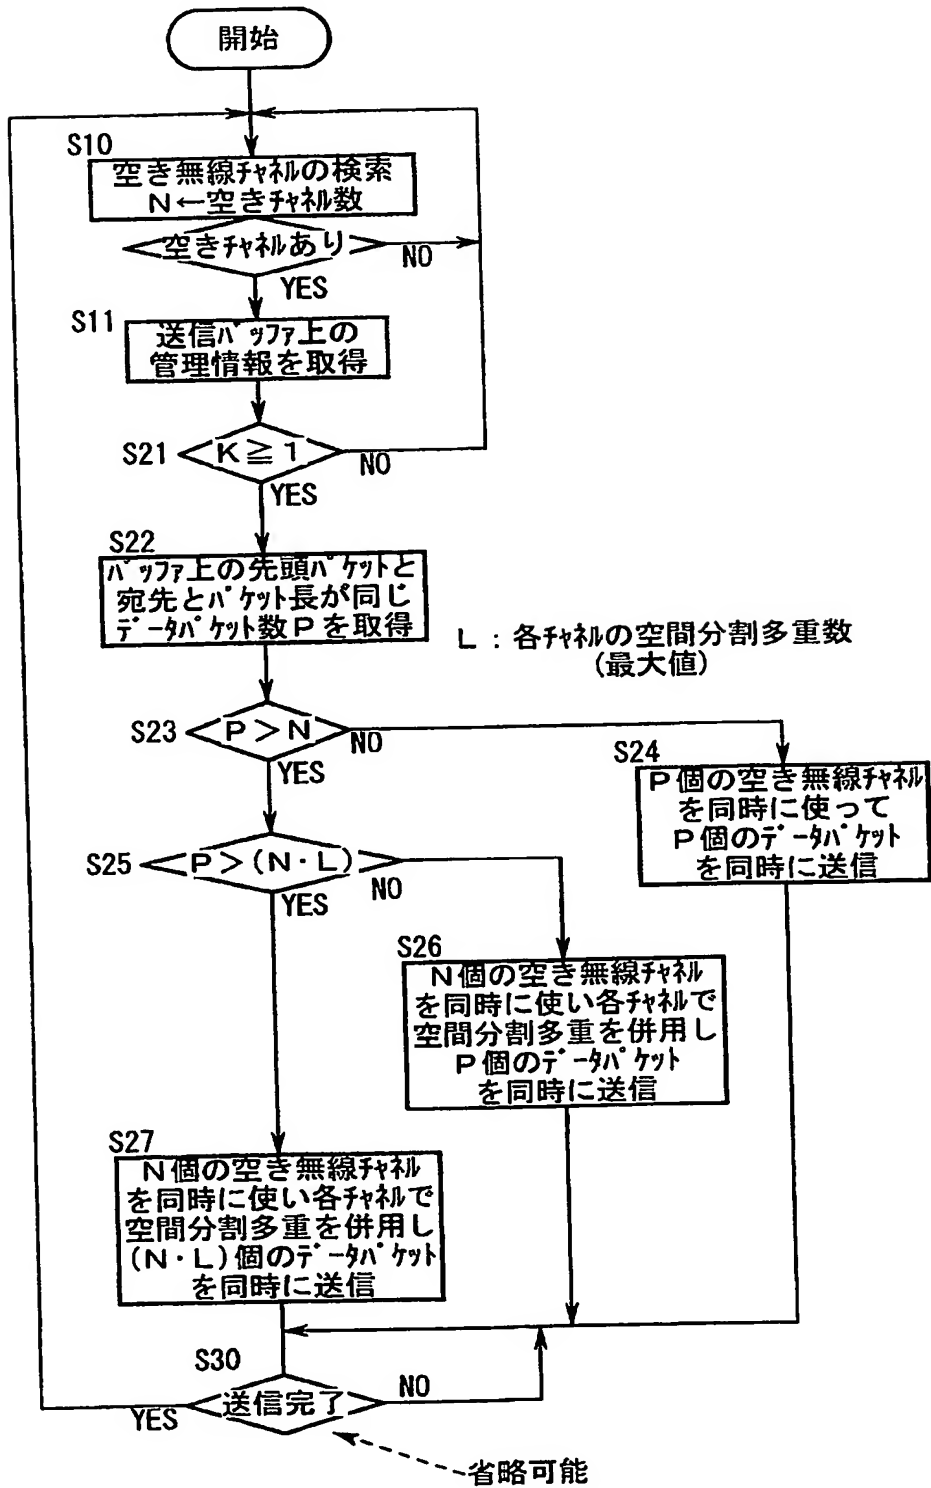 開始
S10
空き無線ﾁｬﾈﾙの検索
N←空きﾁｬﾈﾙ数
空きﾁｬﾈﾙあり
NO
YES
S11
送信ﾊﾞｯﾌｧ上の
管理情報を取得
S21
K≧1
NO
YES
S22
ﾊﾞｯﾌｧ上の先頭ﾊﾟｹｯﾄと
宛先とﾊﾟｹｯﾄ長が同じ
ﾃﾞｰﾀﾊﾟｹｯﾄ数Pを取得
L：各ﾁｬﾈﾙの空間分割多重数
(最大値)
S23
P>N
NO
YES
S24
P個の空き無線ﾁｬﾈﾙ
を同時に使って
P個のﾃﾞｰﾀﾊﾟｹｯﾄ
を同時に送信
S25
P>(N・L)
NO
YES
S26
N個の空き無線ﾁｬﾈﾙ
を同時に使い各ﾁｬﾈﾙで
空間分割多重を併用し
P個のﾃﾞｰﾀﾊﾟｹｯﾄ
を同時に送信
S27
N個の空き無線ﾁｬﾈﾙ
を同時に使い各ﾁｬﾈﾙで
空間分割多重を併用し
(N・L)個のﾃﾞｰﾀﾊﾟｹｯﾄ
を同時に送信
S30
送信完了
NO
YES
省略可能